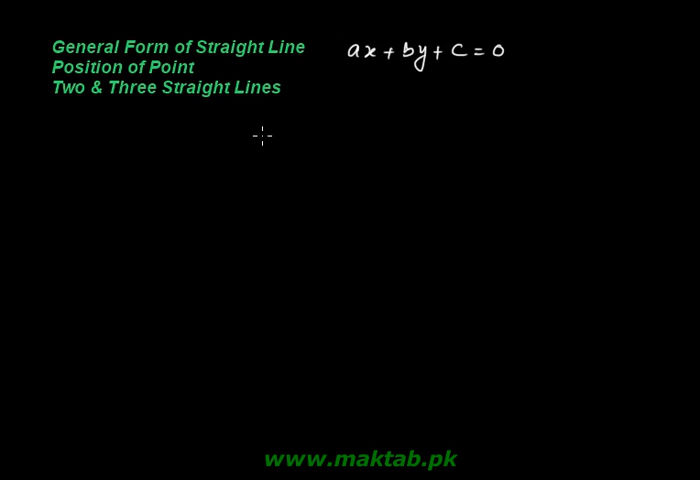 General Form of Straight Line
ax + by + c = 0
Position of Point
Two & Three Straight Lines
www.maktab.pk